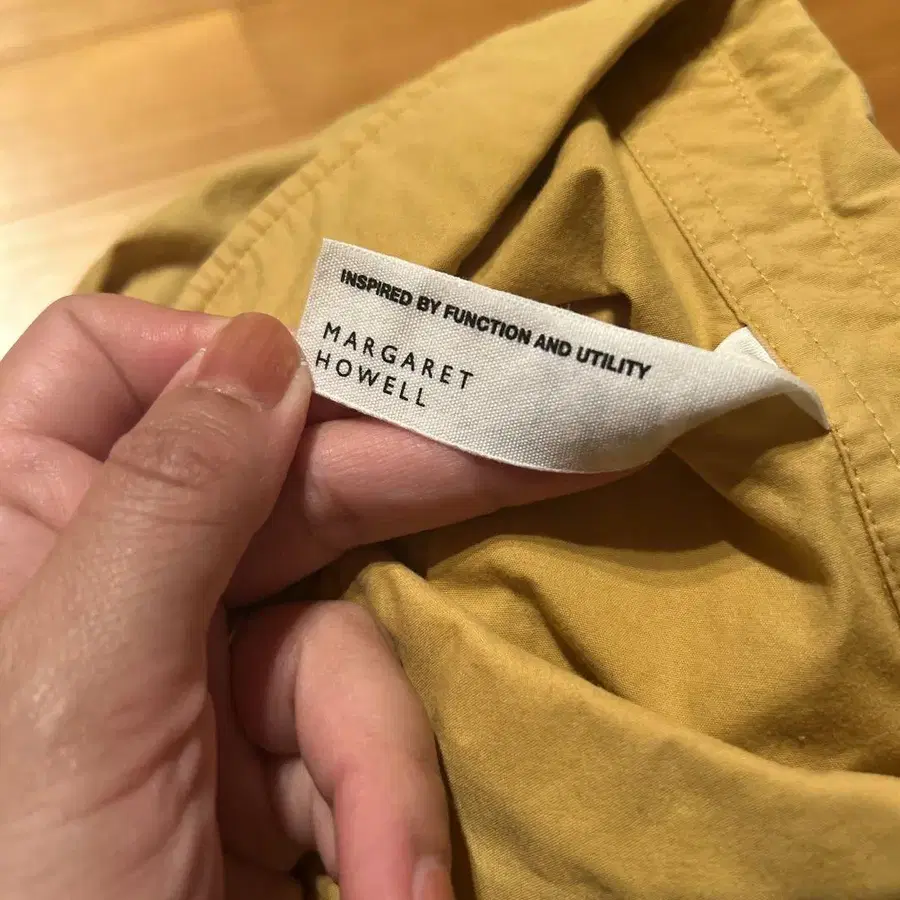 INSPIRED BY FUNCTION AND UTILITY
MARGARET
HOWELL